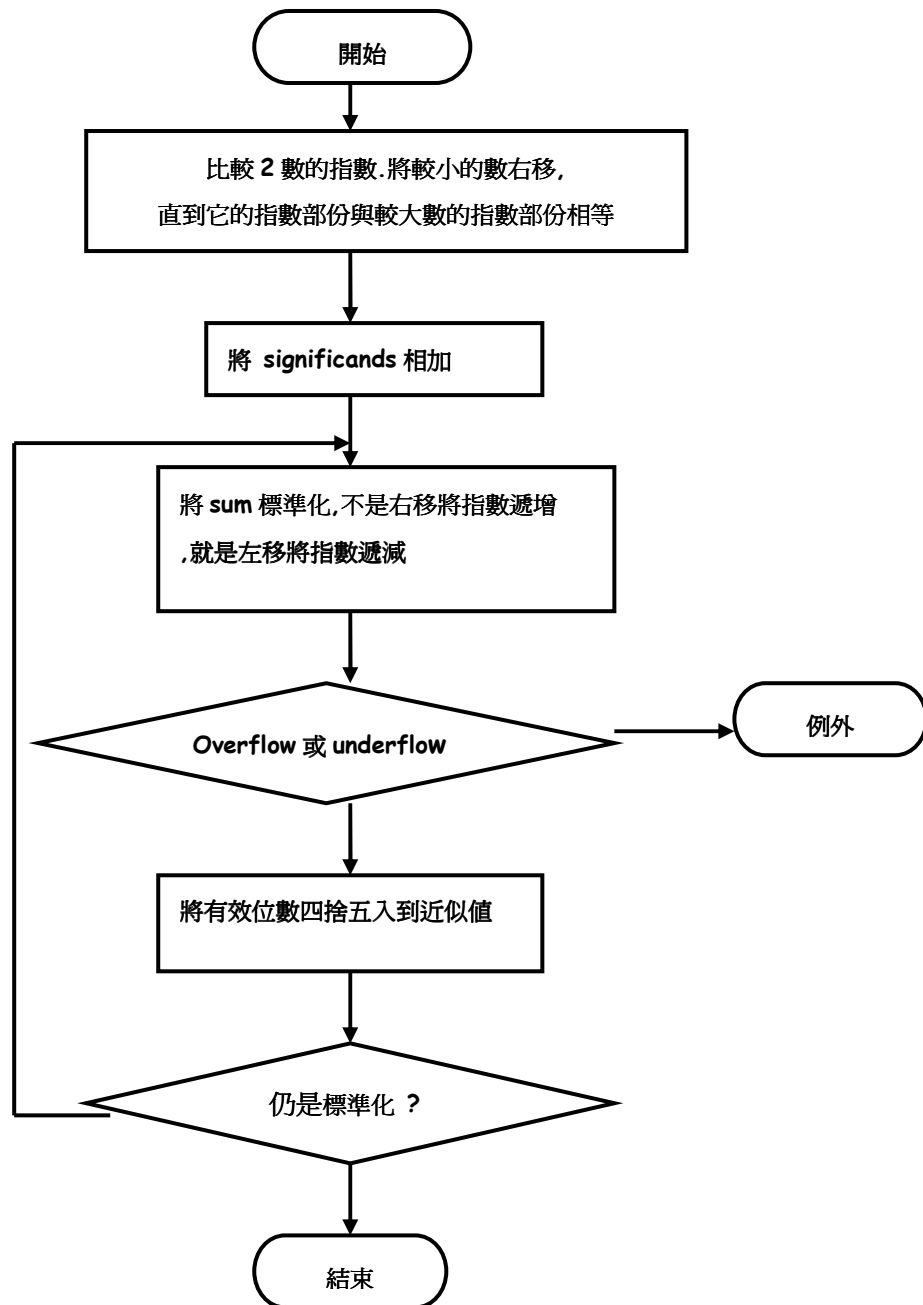 開始
比較 2 數的指數.將較小的數右移,
直到它的指數部份與較大數的指數部份相等
將 significands 相加
將 sum 標準化,不是右移將指數遞增
,就是左移將指數遞減
Overflow 或 underflow
例外
將有效位數四捨五入到近似值
仍是標準化 ?
結束